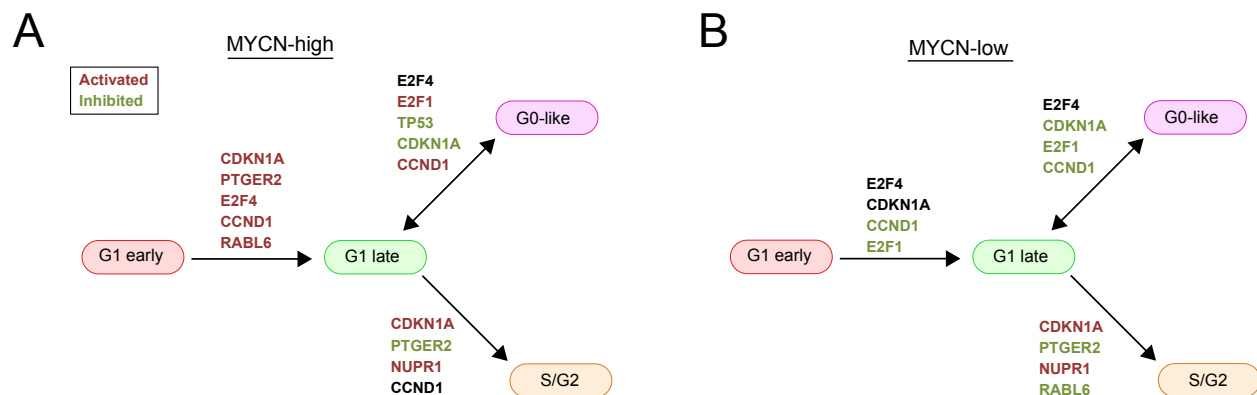 A
MYCN-high
Activated
Inhibited
E2F4
E2F1
TP53
CDKN1A
CCND1
G0-like
CDKN1A
PTGER2
E2F4
CCND1
RABL6
G1 early
G1 late
CDKN1A
PTGER2
NUPR1
CCND1
S/G2
B
MYCN-low
E2F4
CDKN1A
E2F1
CCND1
G0-like
E2F4
CDKN1A
CCND1
E2F1
G1 early
G1 late
CDKN1A
PTGER2
NUPR1
RABL6
S/G2